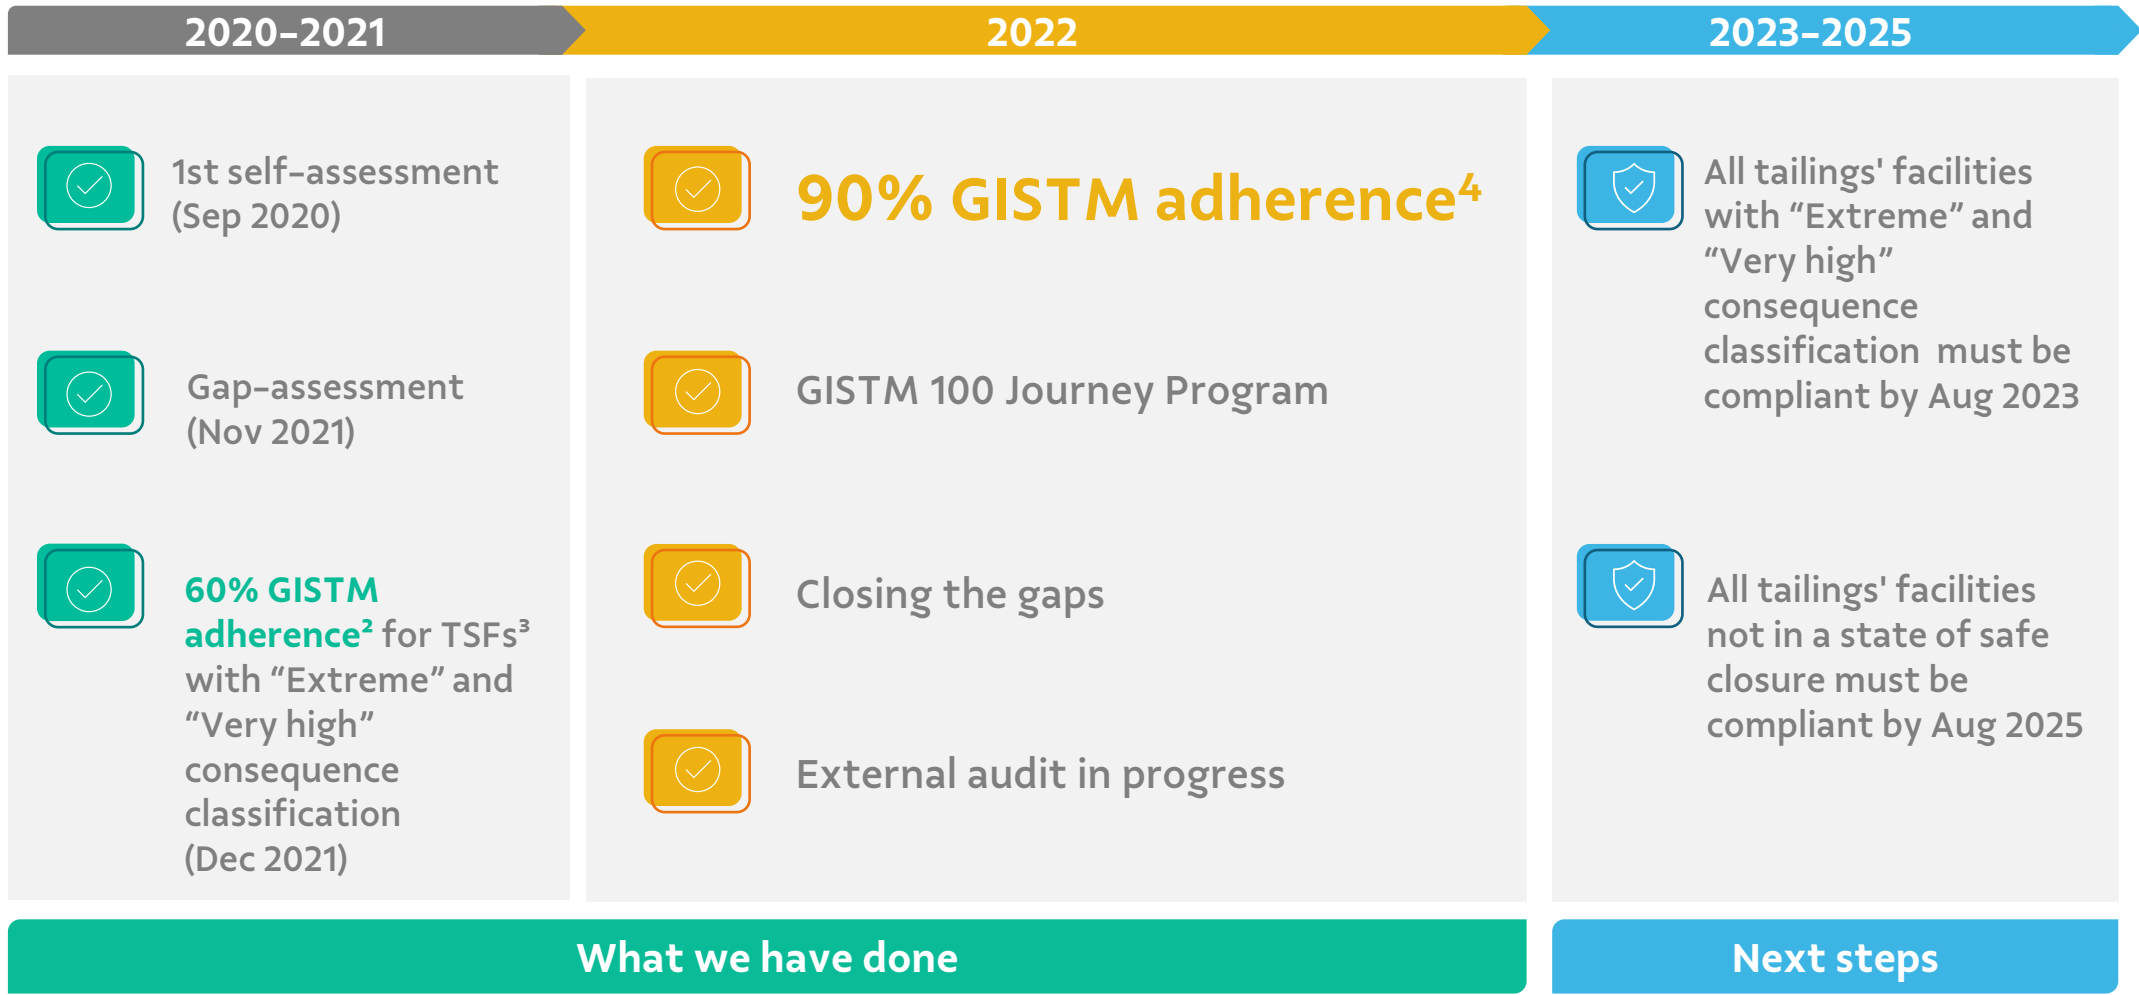 2020-2021
2022
2023-2025
1st self-assessment
(Sep 2020)
Gap-assessment
(Nov 2021)
60% GISTM
adherence² for TSFs³
with “Extreme” and
“Very high”
consequence
classification
(Dec 2021)
90% GISTM adherence⁴
GISTM 100 Journey Program
Closing the gaps
External audit in progress
All tailings' facilities
with “Extreme” and
“Very high”
consequence
classification must be
compliant by Aug 2023
All tailings' facilities
not in a state of safe
closure must be
compliant by Aug 2025
What we have done
Next steps